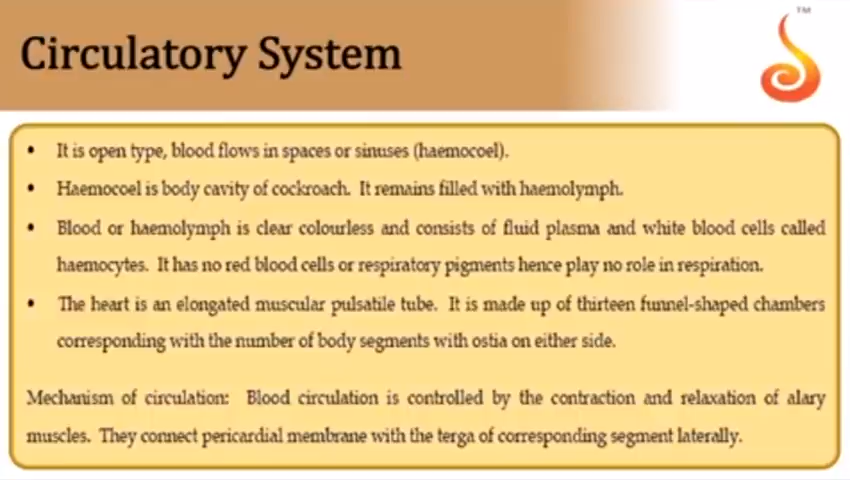 Circulatory System
TM
• It is open type, blood flows in spaces or sinuses (haemocoel).
• Haemocoel is body cavity of cockroach. It remains filled with haemolymph.
• Blood or haemolymph is clear colourless and consists of fluid plasma and white blood cells called
haemocytes. It has no red blood cells or respiratory pigments hence play no role in respiration.
• The heart is an elongated muscular pulsatile tube. It is made up of thirteen funnel-shaped chambers
corresponding with the number of body segments with ostia on either side.
Mechanism of circulation: Blood circulation is controlled by the contraction and relaxation of alary
muscles. They connect pericardial membrane with the terga of corresponding segment laterally.